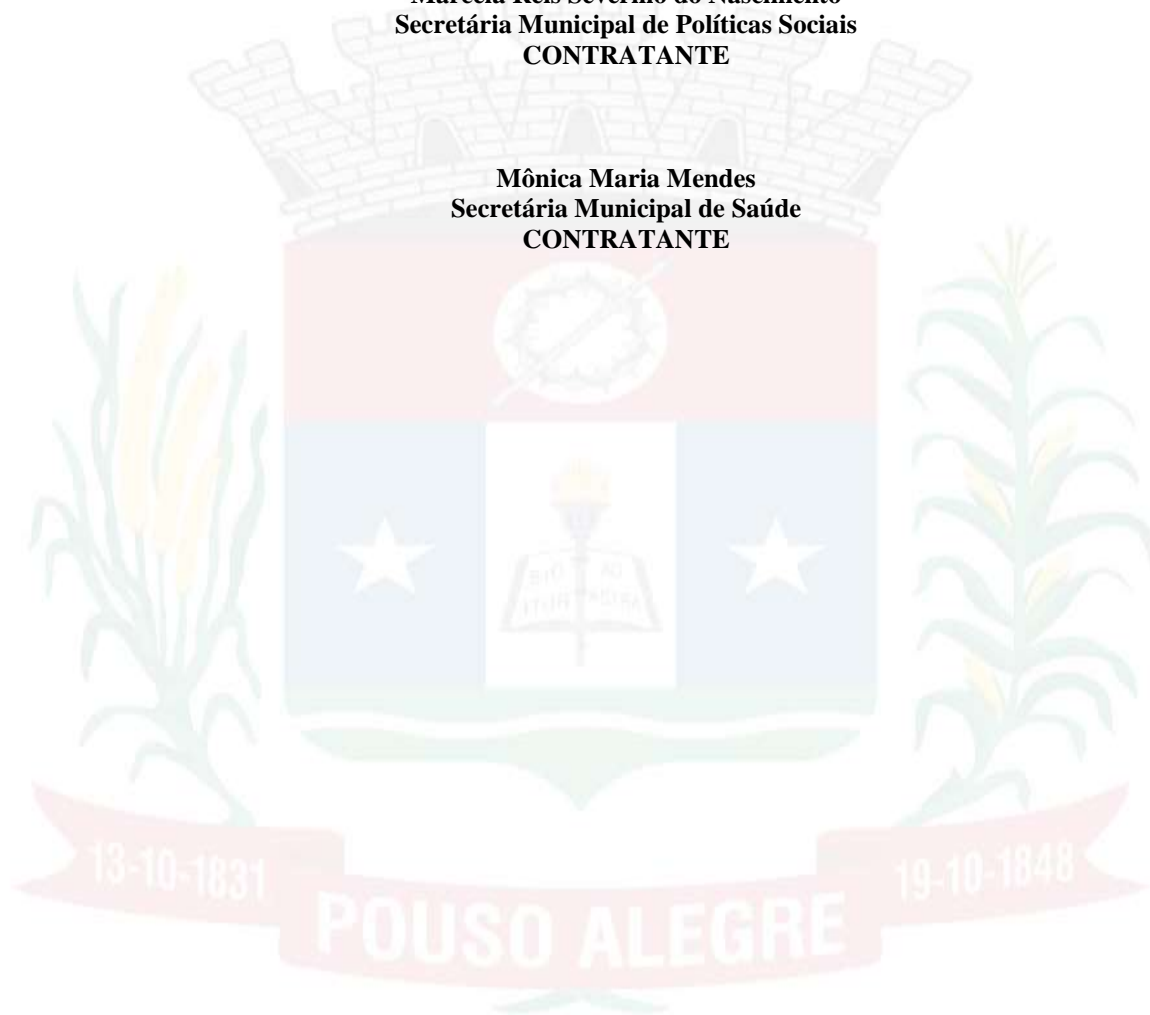 Secretária Municipal de Políticas Sociais
CONTRATANTE
Mônica Maria Mendes
Secretária Municipal de Saúde
CONTRATANTE
13-10-1831
19-10-1848
POUSO ALEGRE